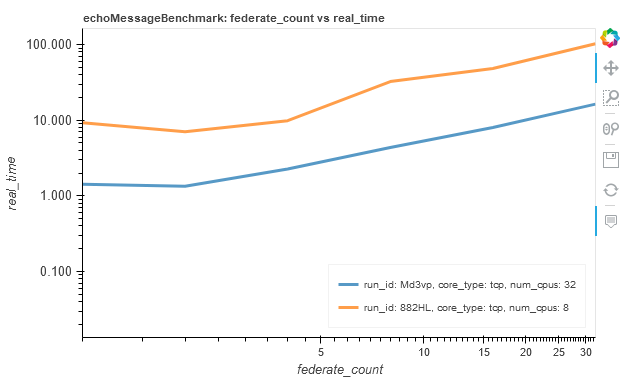 echoMessageBenchmark: federate_count vs real_time
100.000
10.000
1.000
0.100
real_time
run_id: Md3vp, core_type: tcp, num_cpus: 32
run_id: 882HL, core_type: tcp, num_cpus: 8
5 10 15 20 25 30
federate_count